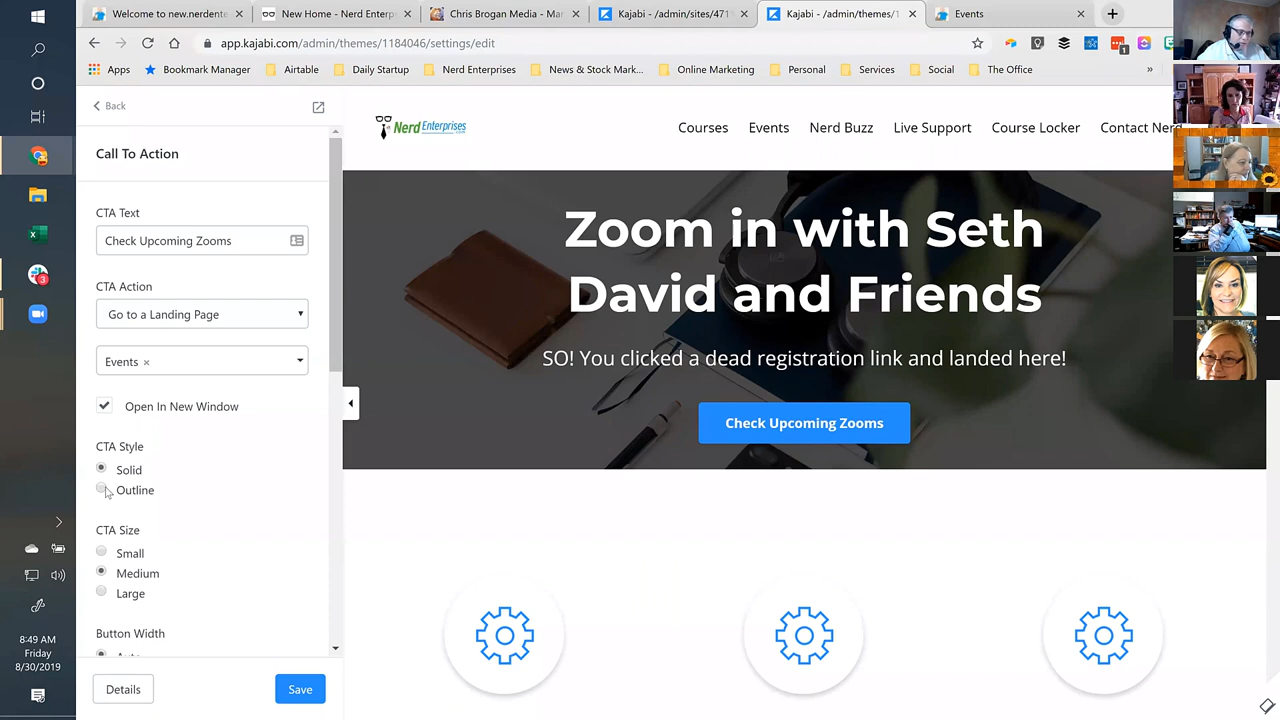 Welcome to new.nerdente
New Home - Nerd Enterp
Chris Brogan Media - Mar
Kajabi - /admin/sites/471
Kajabi - /admin/themes/1
Events
app.kajabi.com/admin/themes/1184046/settings/edit
1
Apps
Bookmark Manager
Airtable
Daily Startup
Nerd Ent
News & Stock Mark...
Online Marketing
Personal
Services
Social
The Office
»
Back
Call To Action
CTA Text
Check Upcoming Zooms
CTA Action
Go to a Landing Page
Events ×
Open In New Window
CTA Style
Solid
Outline
CTA Size
Small
Medium
Large
Button Width
Auto
Details
Save
Nerd Enterprises
Courses
Events
Nerd Buzz
Live Support
Course Locker
Contact Nerd
Zoom in with Seth
David and Friends
SO! You clicked a dead registration link and landed here!
Check Upcoming Zooms
3
8:49 AM
Friday
8/30/2019